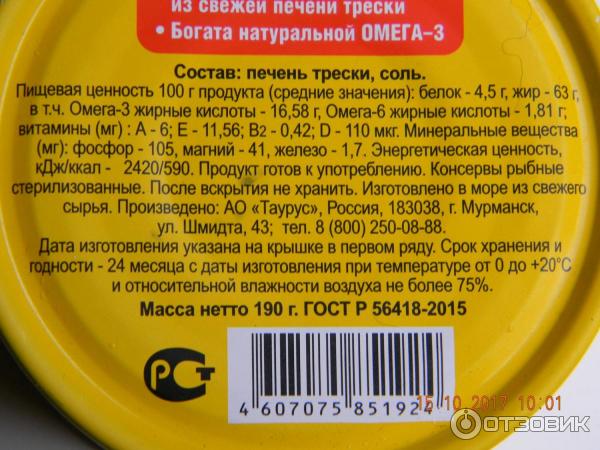 из свежей печени трески
• Богата натуральной ОМЕГА-3
Состав: печень трески, соль.
Пищевая ценность 100 г продукта (средние значения): белок - 4,5 г, жир - 63 г,
в т.ч. Омега-3 жирные кислоты - 16,58 г, Омега-6 жирные кислоты - 1,81 г;
витамины (мг) : А - 6; Е - 11,56; В2 - 0,42; D - 110 мкг. Минеральные вещества
(мг): фосфор - 105, магний - 41, железо - 1,7. Энергетическая ценность,
кДж/ккал - 2420/590. Продукт готов к употреблению. Консервы рыбные
стерилизованные. После вскрытия не хранить. Изготовлено в море из свежего
сырья. Произведено: АО «Таурус», Россия, 183038, г. Мурманск,
ул. Шмидта, 43; тел. 8 (800) 250-08-88.
Дата изготовления указана на крышке в первом ряду. Срок хранения и
годности - 24 месяца с даты изготовления при температуре от 0 до +20°С
и относительной влажности воздуха не более 75%.
Масса нетто 190 г. ГОСТ Р 56418-2015
РСТ
4 607075 851924
15 10 2017 10:01
ОТЗОВИК